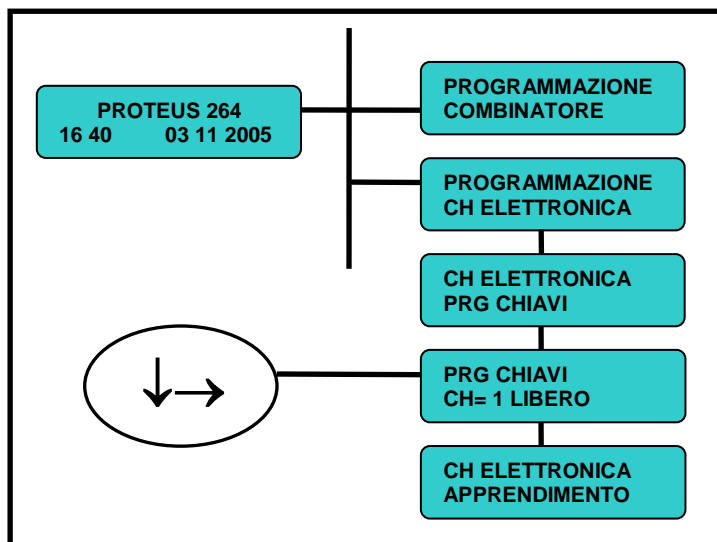 PROTEUS 264
16 40 03 11 2005
PROGRAMMAZIONE
COMBINATORE
PROGRAMMAZIONE
CH ELETTRONICA
CH ELETTRONICA
PRG CHIAVI
PRG CHIAVI
CH= 1 LIBERO
CH ELETTRONICA
APPRENDIMENTO